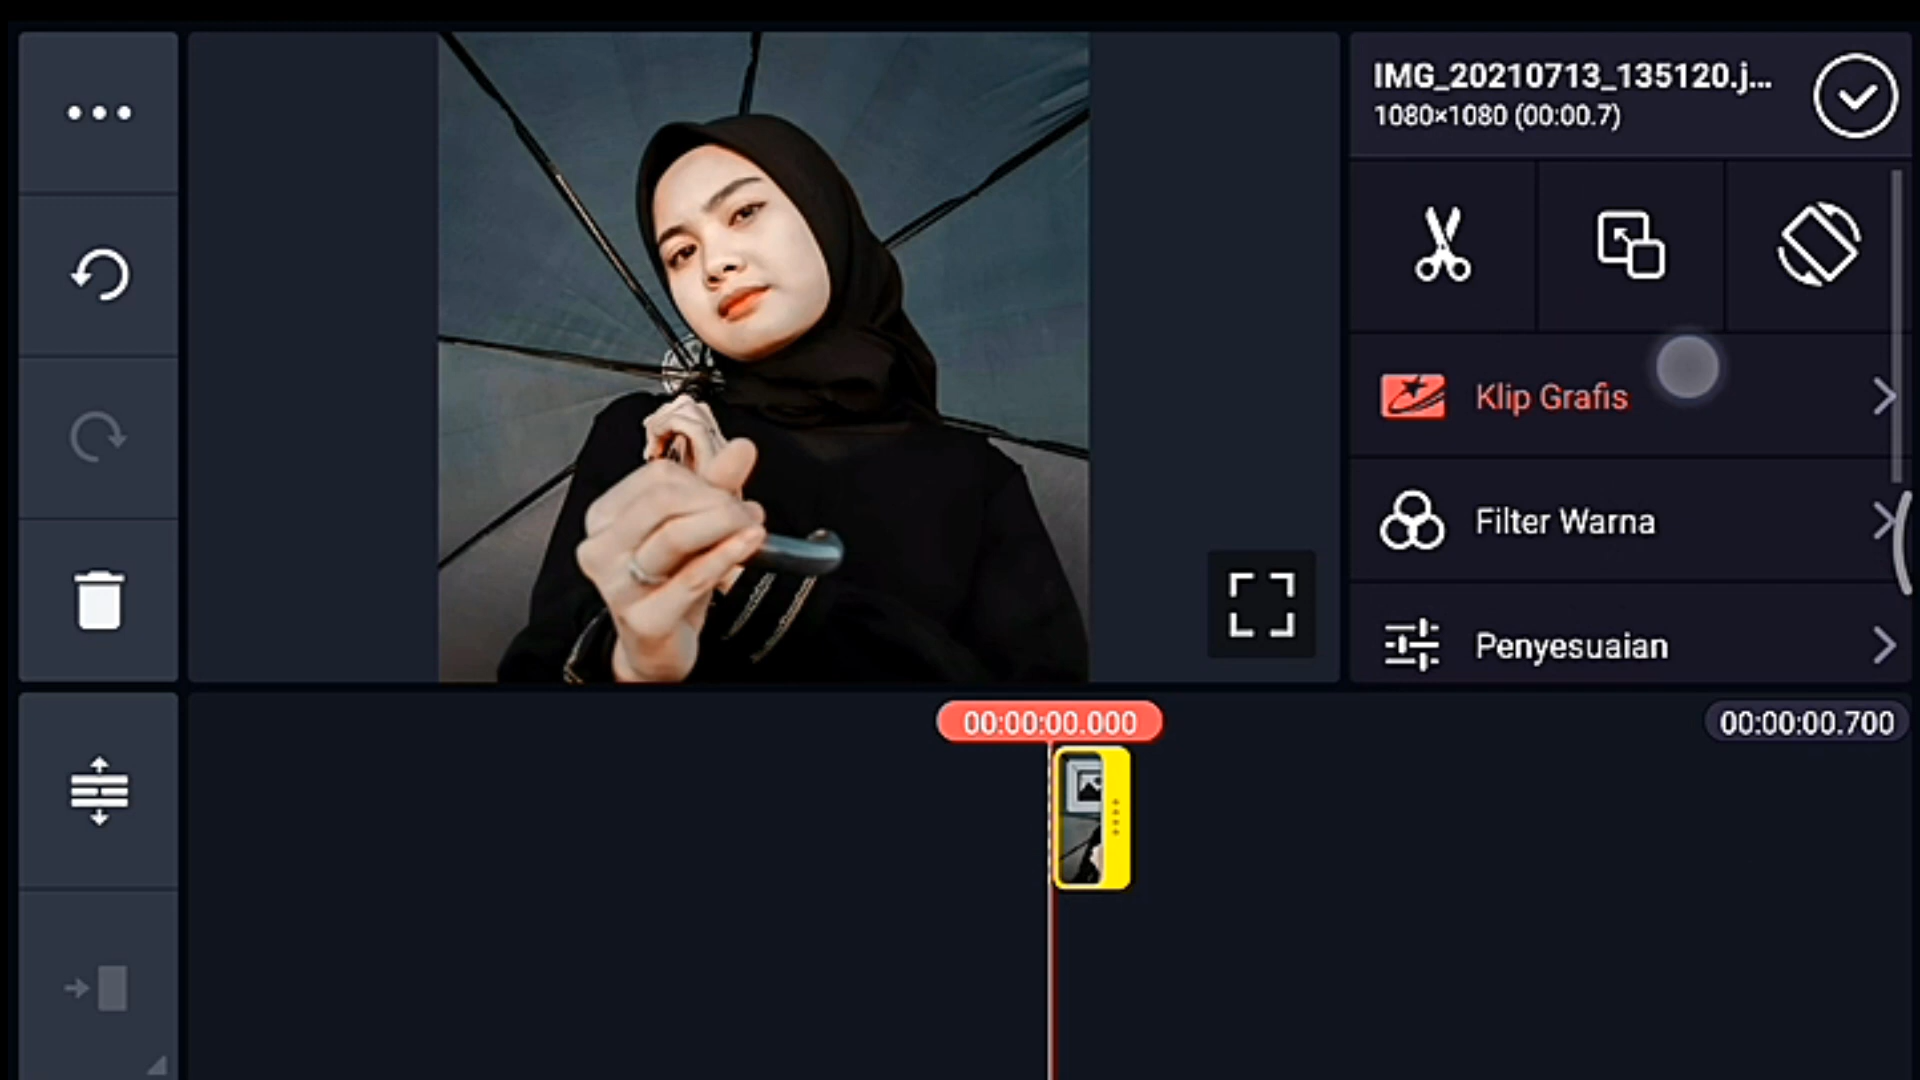 IMG_20210713_135120.j...
1080×1080 (00:00.7)
Klip Grafis
Filter Warna
Penyesuaian
00:00:00.000
00:00:00.700